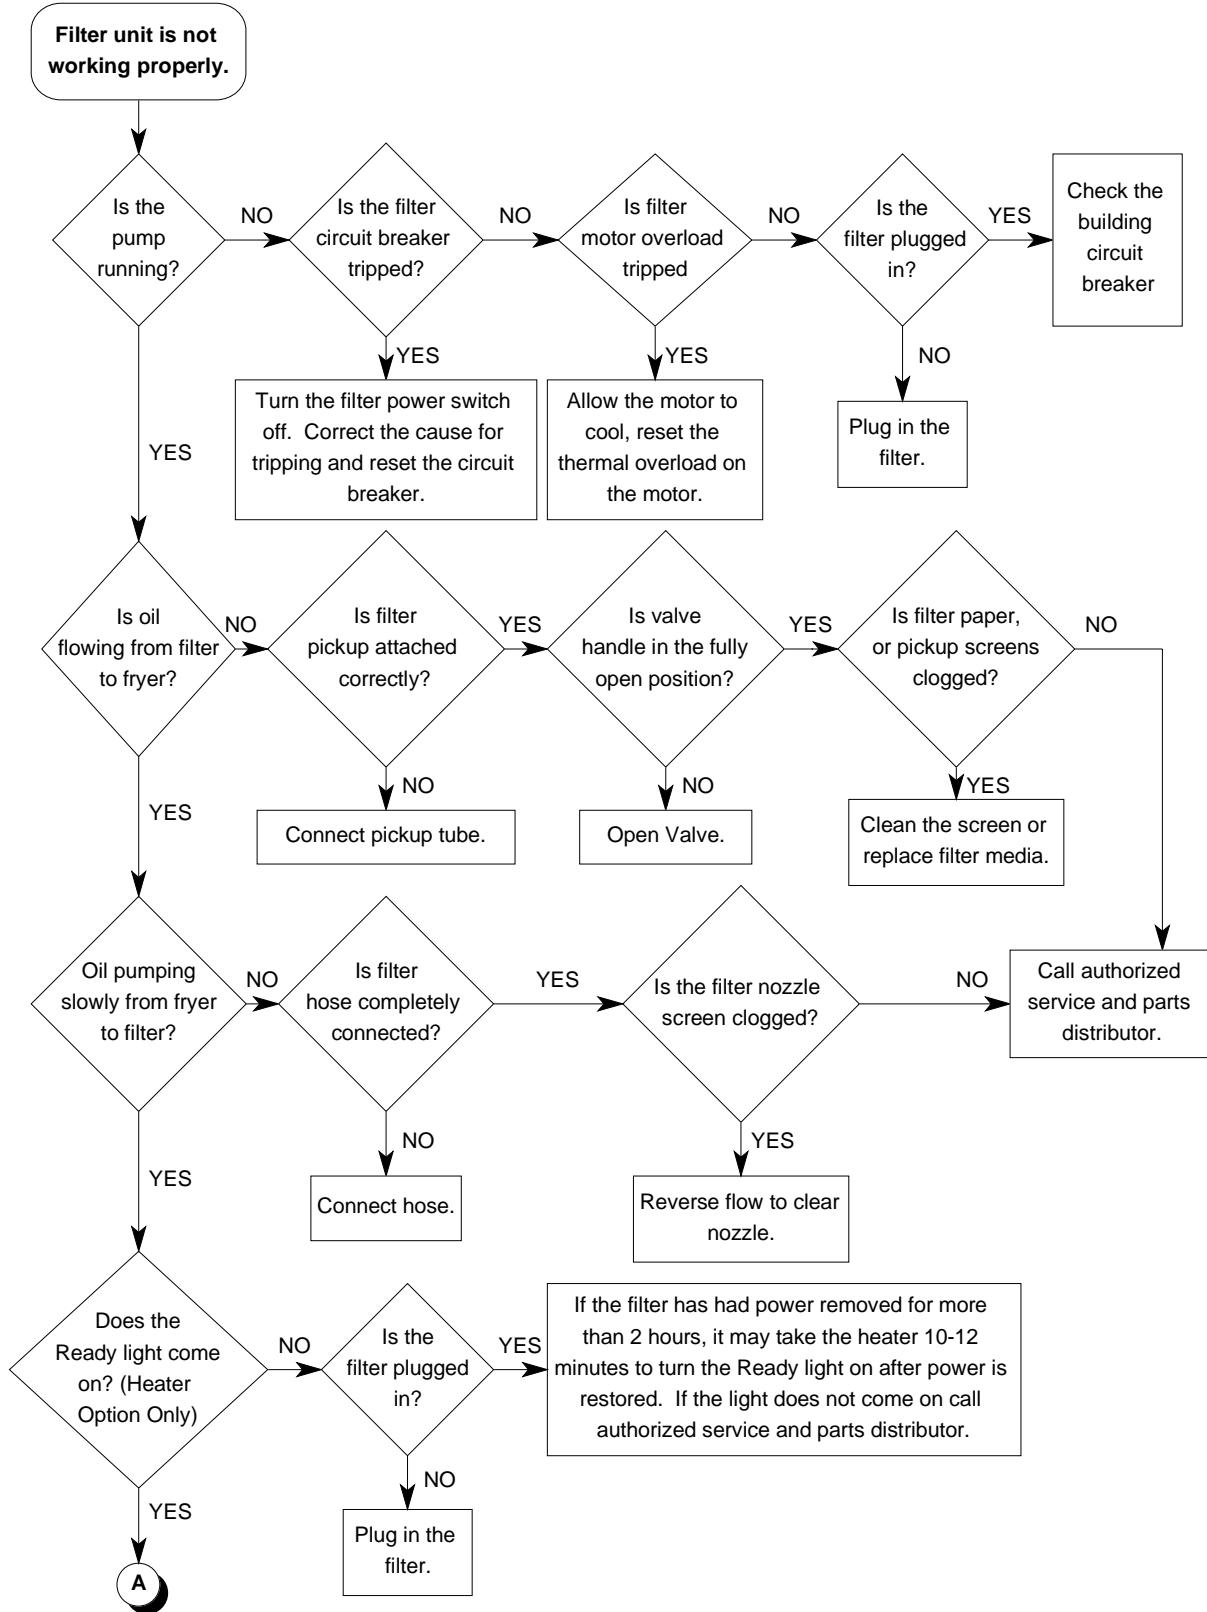 Filter unit is not
working properly.
Is the
pump
running?
NO
Is the filter
circuit breaker
tripped?
NO
Is filter
motor overload
tripped
NO
Is the
filter plugged
in?
YES
Check the
building
circuit
breaker
YES
Turn the filter power switch
off. Correct the cause for
tripping and reset the circuit
breaker.
YES
Allow the motor to
cool, reset the
thermal overload on
the motor.
NO
Plug in the
filter.
YES
Is oil
flowing from filter
to fryer?
NO
Is filter
pickup attached
correctly?
YES
Is valve
handle in the fully
open position?
YES
Is filter paper,
or pickup screens
clogged?
NO
NO
Connect pickup tube.
NO
Open Valve.
YES
Clean the screen or
replace filter media.
YES
Oil pumping
slowly from fryer
to filter?
NO
Is filter
hose completely
connected?
YES
Is the filter nozzle
screen clogged?
NO
Call authorized
service and parts
distributor.
NO
Connect hose.
YES
Reverse flow to clear
nozzle.
YES
Does the
Ready light come
on? (Heater
Option Only)
NO
Is the
filter plugged
in?
YES
If the filter has had power removed for more
than 2 hours, it may take the heater 10-12
minutes to turn the Ready light on after power is
restored. If the light does not come on call
authorized service and parts distributor.
NO
Plug in the
filter.
YES
A